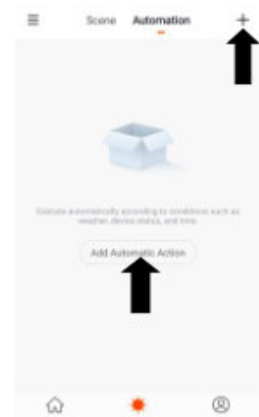 Scene Automation
Execute automatically according to conditions such as
weather, device status, and time.
Add Automatic Action